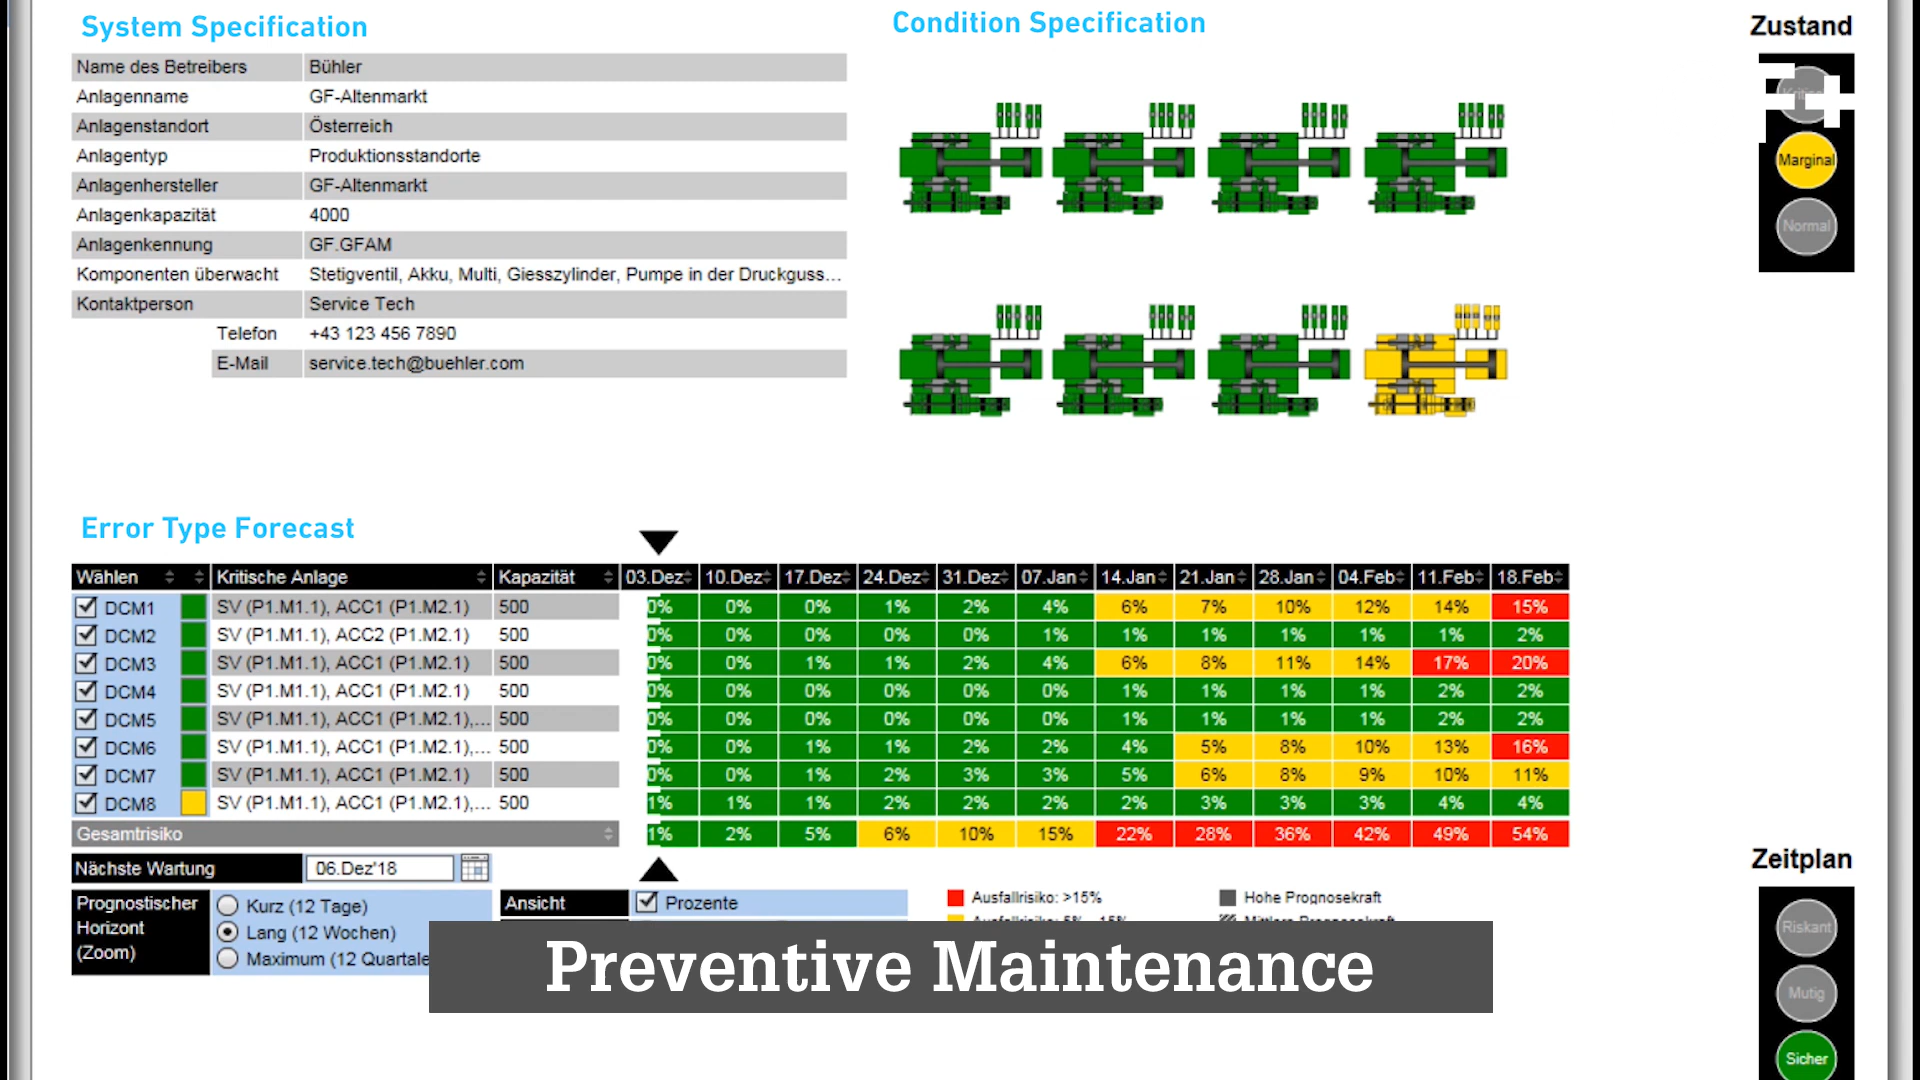 System Specification
Name des Betreibers Bühler
Anlagenname GF-Altenmarkt
Anlagenstandort Österreich
Anlagentyp Produktionsstandorte
Anlagenhersteller GF-Altenmarkt
Anlagenkapazität 4000
Anlagenkennung GF.GFAM
Komponenten überwacht Stetigventil, Akku, Multi, Giesszylinder, Pumpe in der Druckguss...
Kontaktperson Service Tech
Telefon +43 123 456 7890
E-Mail service.tech@buehler.com
Condition Specification
Zustand
Marginal
Normal
Error Type Forecast
Wählen Kritische Anlage Kapazität 03.Dez 10.Dez 17.Dez 24.Dez 31.Dez 07.Jan 14.Jan 21.Jan 28.Jan 04.Feb 11.Feb 18.Feb
DCM1 SV (P1.M1.1), ACC1 (P1.M2.1) 500 0% 0% 0% 1% 2% 4% 6% 7% 10% 12% 14% 15%
DCM2 SV (P1.M1.1), ACC2 (P1.M2.1) 500 0% 0% 0% 0% 0% 1% 1% 1% 1% 1% 1% 2%
DCM3 SV (P1.M1.1), ACC1 (P1.M2.1) 500 0% 0% 1% 1% 2% 4% 6% 8% 11% 14% 17% 20%
DCM4 SV (P1.M1.1), ACC1 (P1.M2.1) 500 0% 0% 0% 0% 0% 0% 1% 1% 1% 1% 2% 2%
DCM5 SV (P1.M1.1), ACC1 (P1.M2.1),... 500 0% 0% 0% 0% 0% 0% 1% 1% 1% 1% 2% 2%
DCM6 SV (P1.M1.1), ACC1 (P1.M2.1),... 500 0% 0% 1% 1% 2% 2% 4% 5% 8% 10% 13% 16%
DCM7 SV (P1.M1.1), ACC1 (P1.M2.1) 500 0% 0% 1% 2% 3% 3% 5% 6% 8% 9% 10% 11%
DCM8 SV (P1.M1.1), ACC1 (P1.M2.1),... 500 1% 1% 1% 2% 2% 2% 2% 3% 3% 3% 4% 4%
Gesamtrisiko 1% 2% 5% 6% 10% 15% 22% 28% 36% 42% 49% 54%
Nächste Wartung 06.Dez'18
Prognostischer Horizont (Zoom)
Kurz (12 Tage)
Lang (12 Wochen)
Maximum (12 Quartale
Ansicht Prozente
Ausfallrisiko: >15%
Hohe Prognosekraft
Zeitplan
Riskant
Mutig
Sicher
Preventive Maintenance